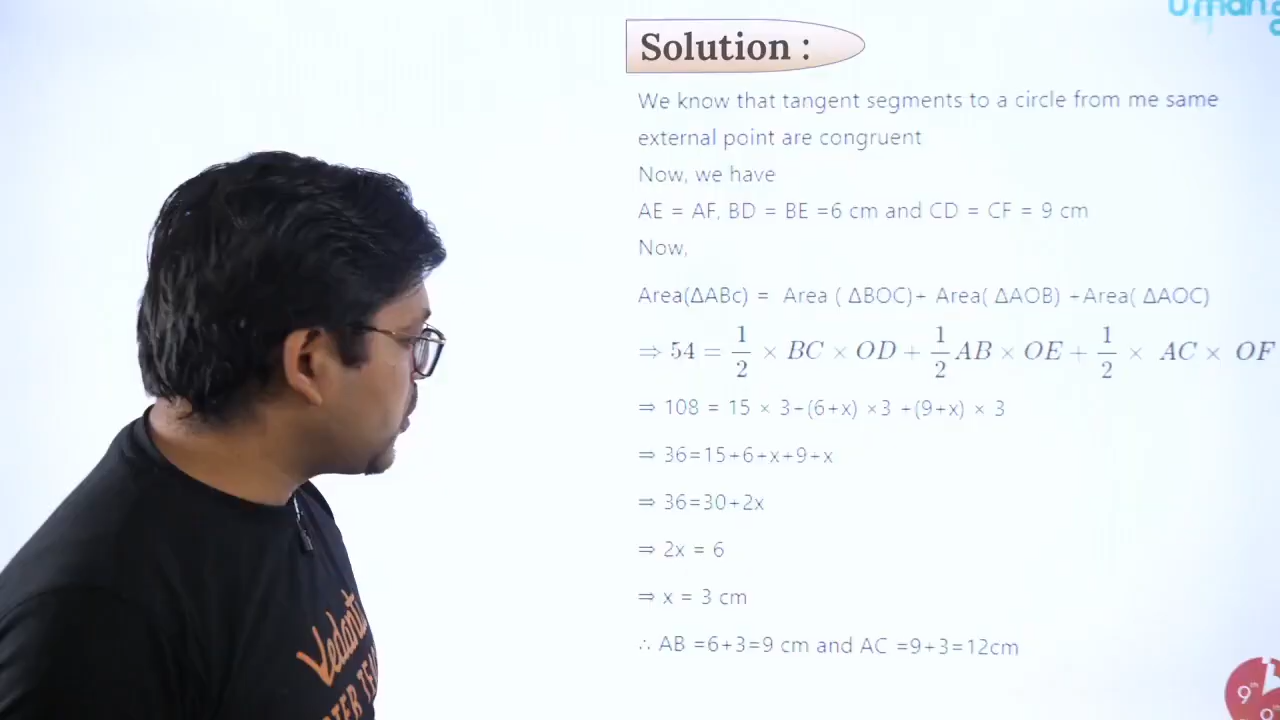 Umang
Solution :
We know that tangent segments to a circle from me same
external point are congruent
Now, we have
AE = AF, BD = BE =6 cm and CD = CF = 9 cm
Now,
Area(ΔABc) = Area ( ΔBOC)+ Area( ΔAOB) +Area( ΔAOC)
⇒ 54 = 1/2 × BC × OD + 1/2 AB × OE + 1/2 × AC × OF
⇒ 108 = 15 × 3+(6+x) ×3 +(9+x) × 3
⇒ 36=15+6+x+9+x
⇒ 36=30+2x
⇒ 2x = 6
⇒ x = 3 cm
∴ AB =6+3=9 cm and AC =9+3=12cm
Vedantu
9th